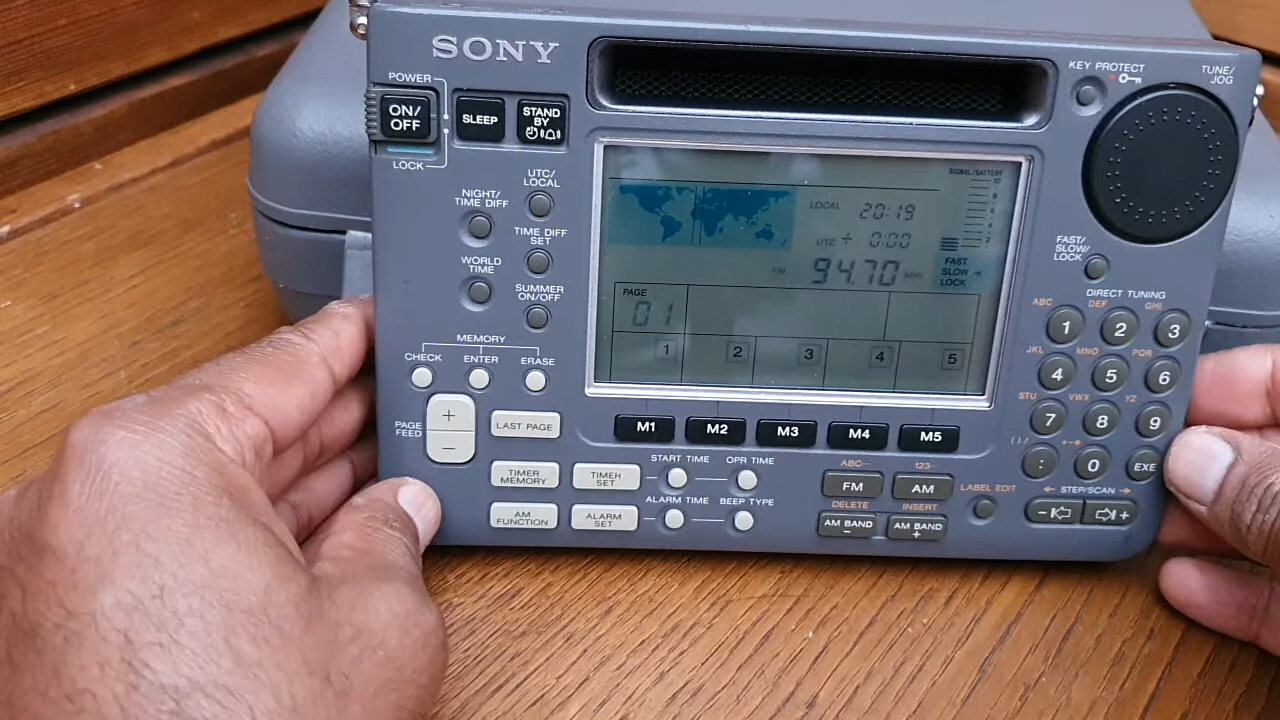 SONY
POWER
ON/
OFF
LOCK
SLEEP
STAND
BY
KEY PROTECT
TUNE/
JOG
UTC/
LOCAL
NIGHT/
TIME DIFF
TIME DIFF
SET
WORLD
TIME
SUMMER
ON/OFF
MEMORY
CHECK
ENTER
ERASE
PAGE
FEED
+
−
LAST PAGE
TIMER
MEMORY
TIMER
SET
START TIME
OPR TIME
AM
FUNCTION
ALARM
SET
ALARM TIME
BEEP TYPE
SIGNAL/BATTERY
10
LOCAL 20:19
UTC ÷ 0:00
FM 94.70 MHz
FAST
SLOW
LOCK
PAGE
01
1 2 3 4 5
M1 M2 M3 M4 M5
ABC··· 123···
FM AM
DELETE INSERT
AM BAND
−
AM BAND
+
LABEL EDIT
FAST/
SLOW/
LOCK
DIRECT TUNING
ABC DEF GHI
1 2 3
JKL MNO PQR
4 5 6
STU VWX YZ
7 8 9
( ) / + − ∗
: 0 EXE
← STEP/SCAN →
− +